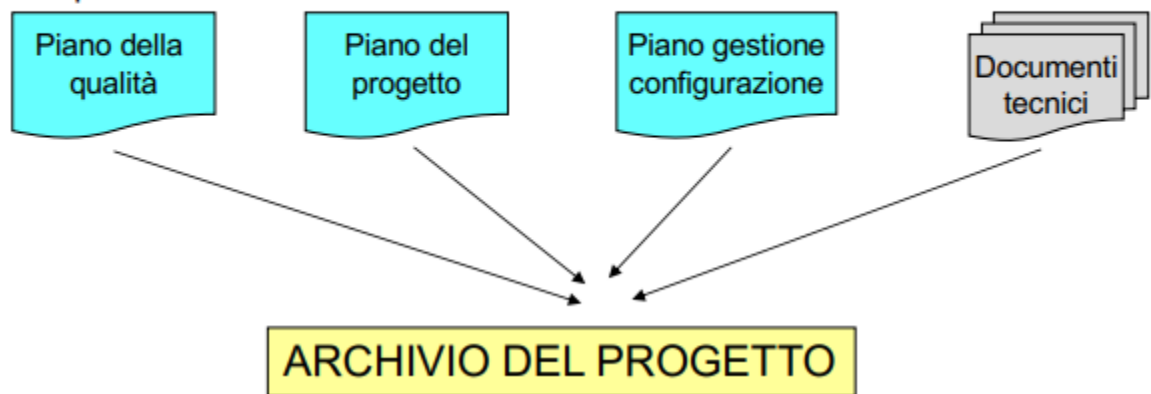 Piano della
qualità
Piano del
progetto
Piano gestione
configurazione
Documenti
tecnici
ARCHIVIO DEL PROGETTO